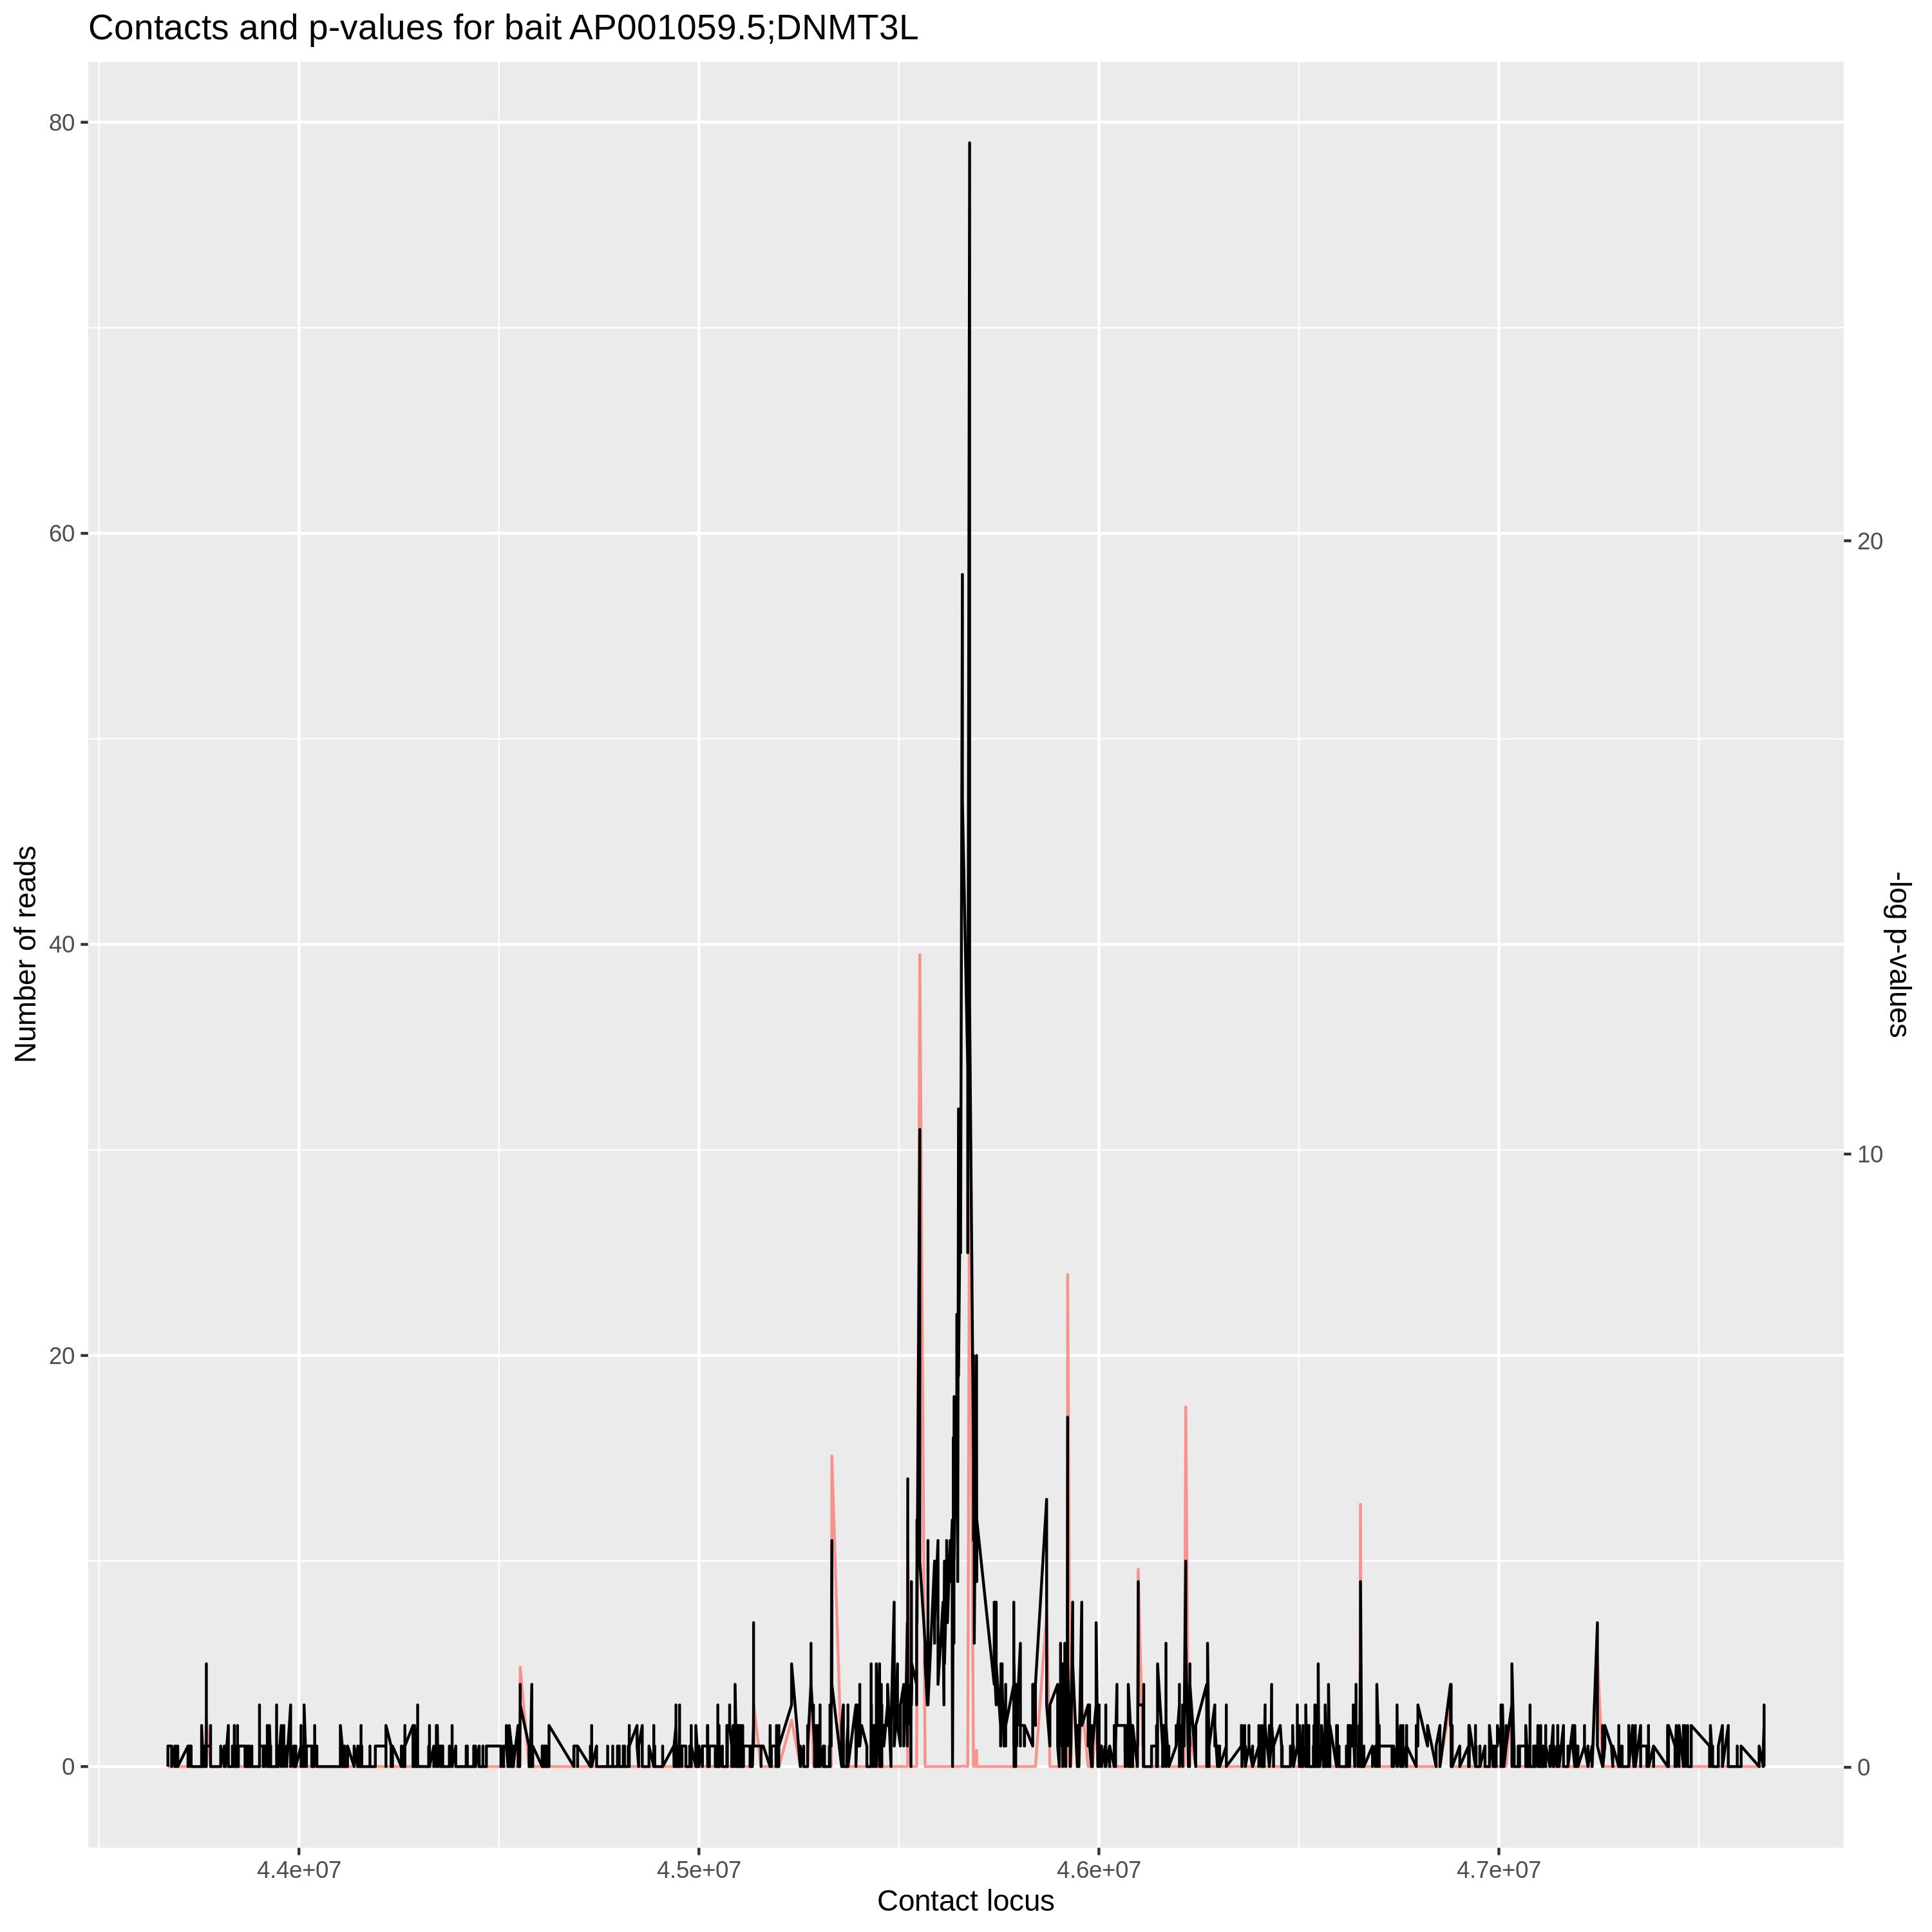 Contacts and p-values for bait AP001059.5;DNMT3L
80
60
40
20
0
Number of reads
20
10
0
-log p-values
4.4e+07
4.5e+07
4.6e+07
4.7e+07
Contact locus